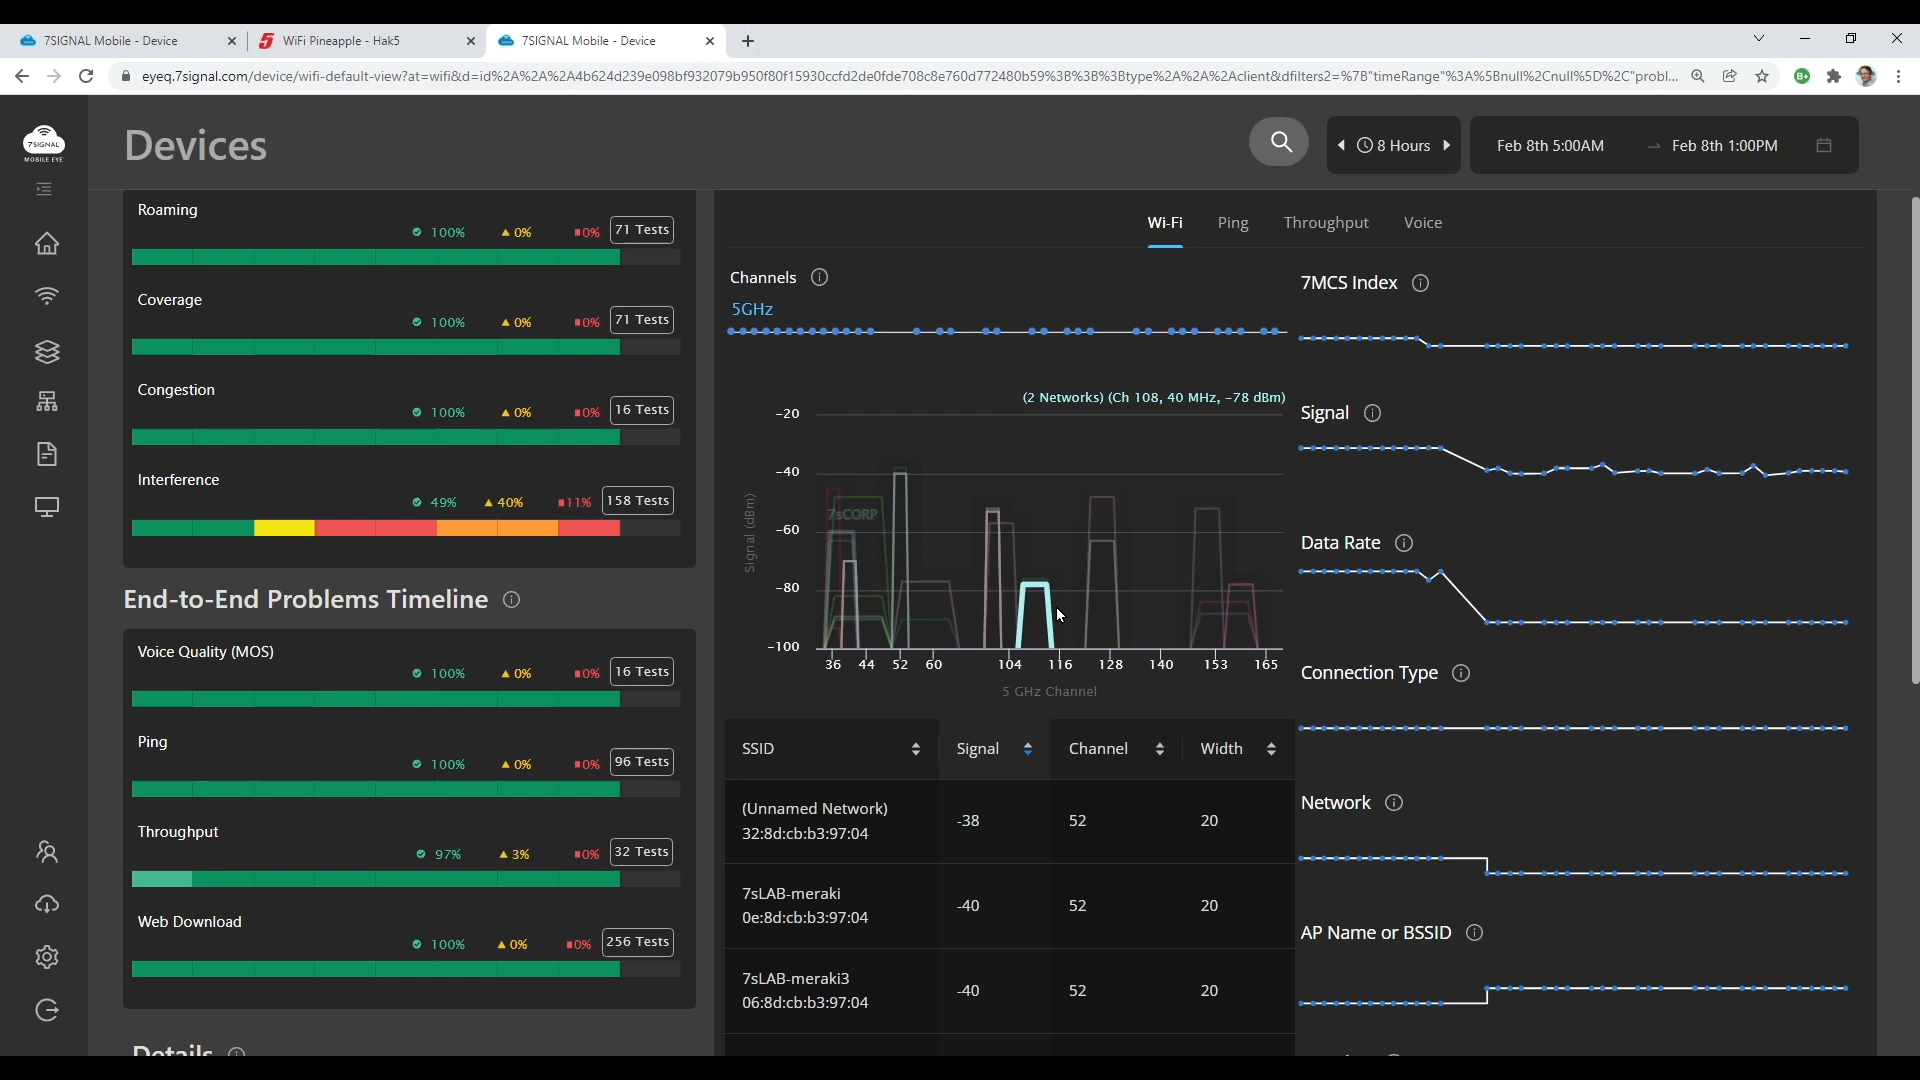 7SIGNAL Mobile - Device
WiFi Pineapple - Hak5
7SIGNAL Mobile - Device
eyeq.7signal.com/device/wifi-default-view?at=wifi&d=id%2A%2A%2A4b624d239e098bf932079b950f80f15930ccfd2de0fde708c8e760d772480b59%3B%3B%3Btype%2A%2A%2Aclient&dfilters2=%7B"timeRange"%3A%5Bnull%2Cnull%5D%2C"probl...
7SIGNAL
MOBILE EYE
Devices
8 Hours
Feb 8th 5:00AM
Feb 8th 1:00PM
Roaming
100% 0% 0% 71 Tests
Coverage
100% 0% 0% 71 Tests
Congestion
100% 0% 0% 16 Tests
Interference
49% 40% 11% 158 Tests
End-to-End Problems Timeline
Voice Quality (MOS)
100% 0% 0% 16 Tests
Ping
100% 0% 0% 96 Tests
Throughput
97% 3% 0% 32 Tests
Web Download
100% 0% 0% 256 Tests
Details
Wi-Fi Ping Throughput Voice
Channels
5GHz
(2 Networks) (Ch 108, 40 MHz, -78 dBm)
-20
-40
7sCORP
-60
-80
-100
Signal (dBm)
36 44 52 60 104 116 128 140 153 165
5 GHz Channel
SSID Signal Channel Width
(Unnamed Network)
32:8d:cb:b3:97:04
-38 52 20
7sLAB-meraki
0e:8d:cb:b3:97:04
-40 52 20
7sLAB-meraki3
06:8d:cb:b3:97:04
-40 52 20
7MCS Index
Signal
Data Rate
Connection Type
Network
AP Name or BSSID